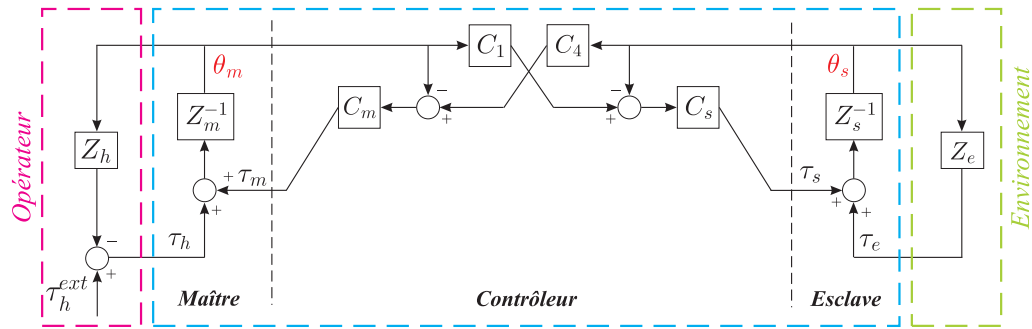 C₁
C₄
θₘ
θₛ
Cₘ
Cₛ
Zₘ⁻¹
Zₛ⁻¹
Zₕ
Zₑ
τₘ
τₛ
τₕ
τₑ
τₕᵉˣᵗ
Opérateur
Environnement
Maître
Contrôleur
Esclave
− + − + + + + + − +